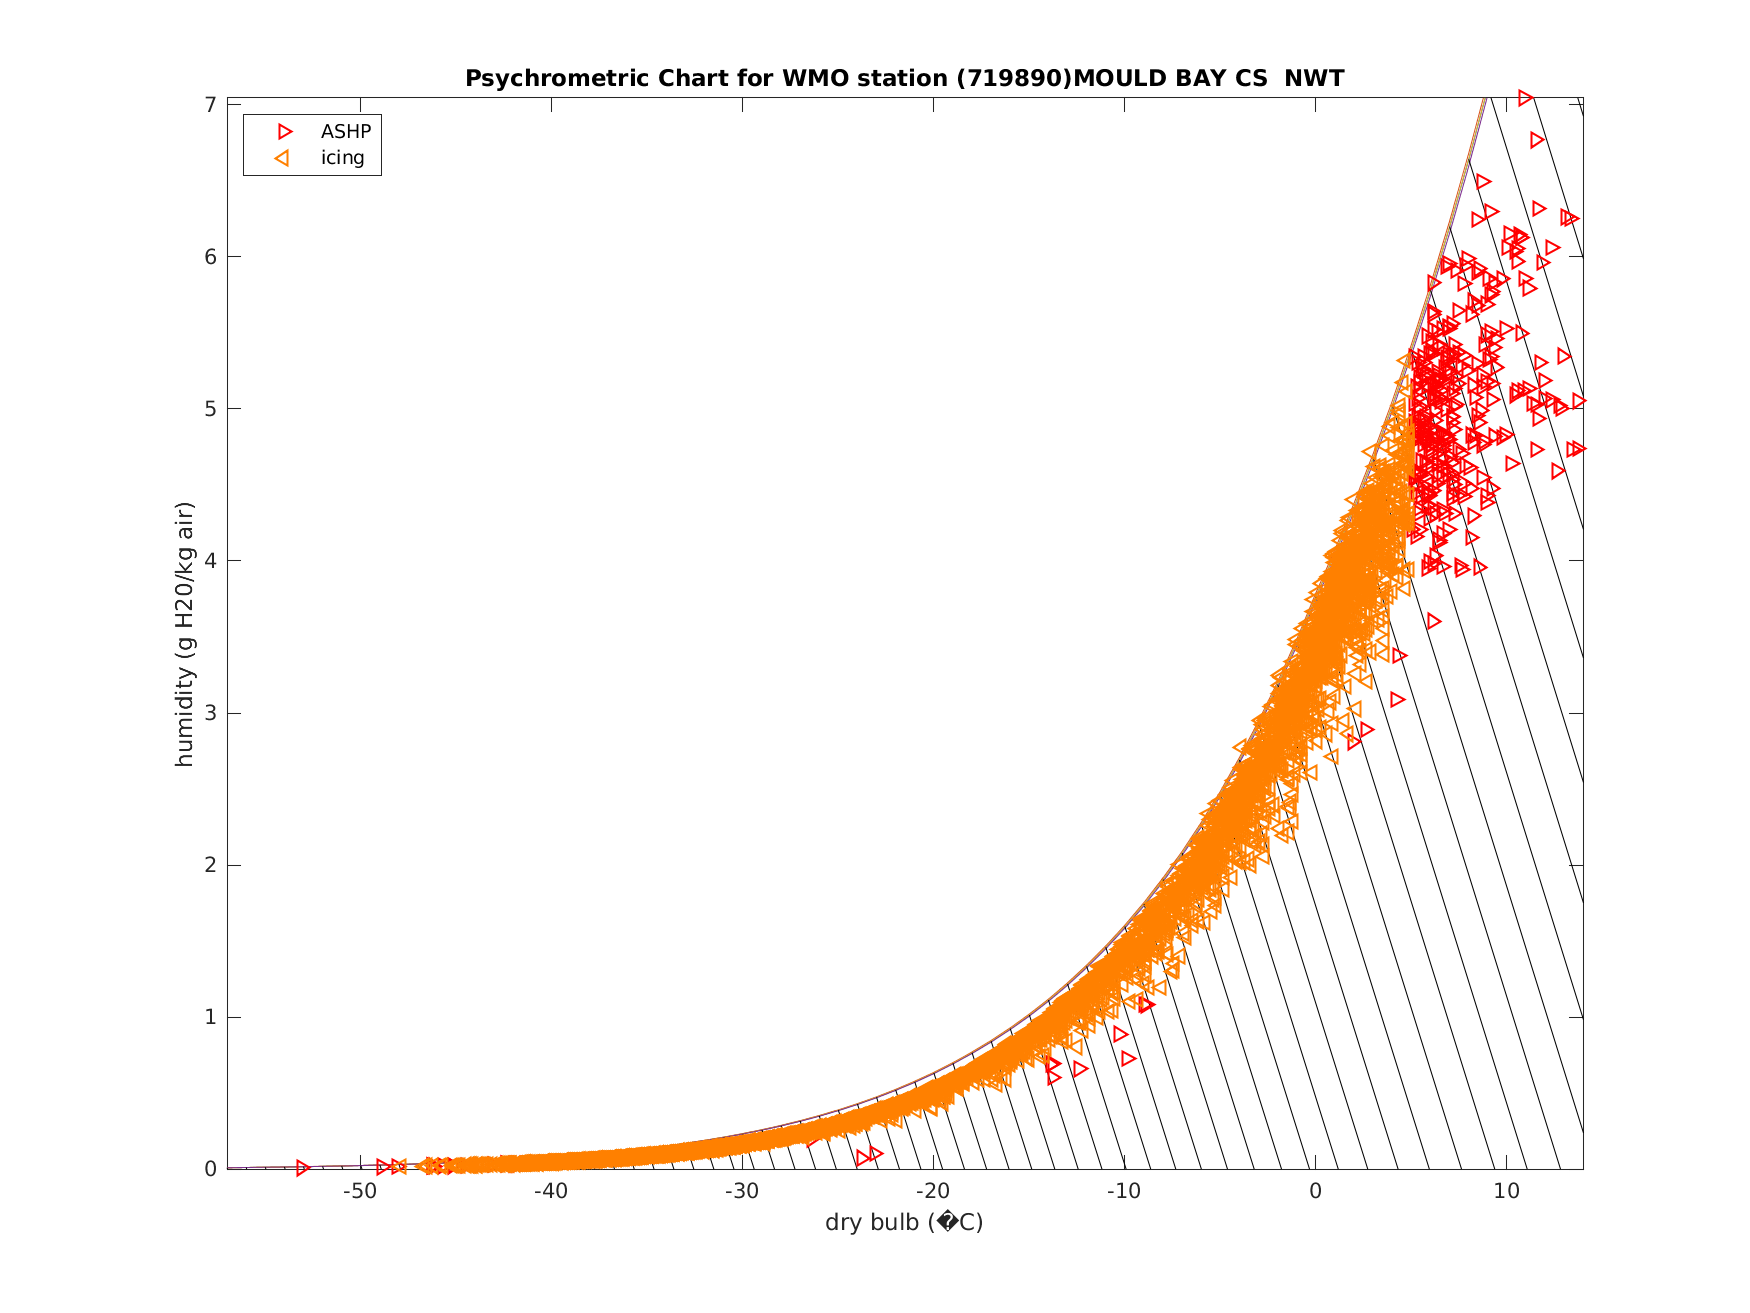 Psychrometric Chart for WMO station (719890)MOULD BAY CS  NWT
ASHP
icing
humidity (g H20/kg air)
7
6
5
4
3
2
1
0
-50 -40 -30 -20 -10 0 10
dry bulb (�C)